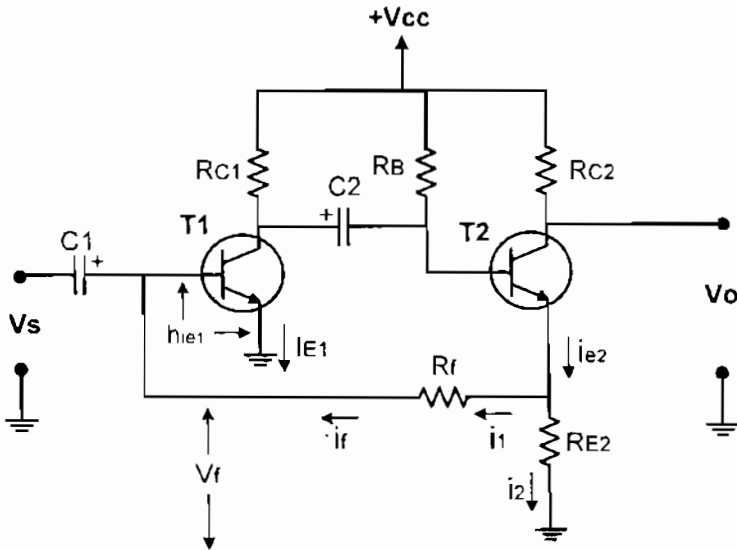 +Vcc
RC1
RB
RC2
C2
+
T1
T2
C1
+
Vs
Vo
hie1
IE1
ie2
Rf
if
i1
RE2
Vf
i2